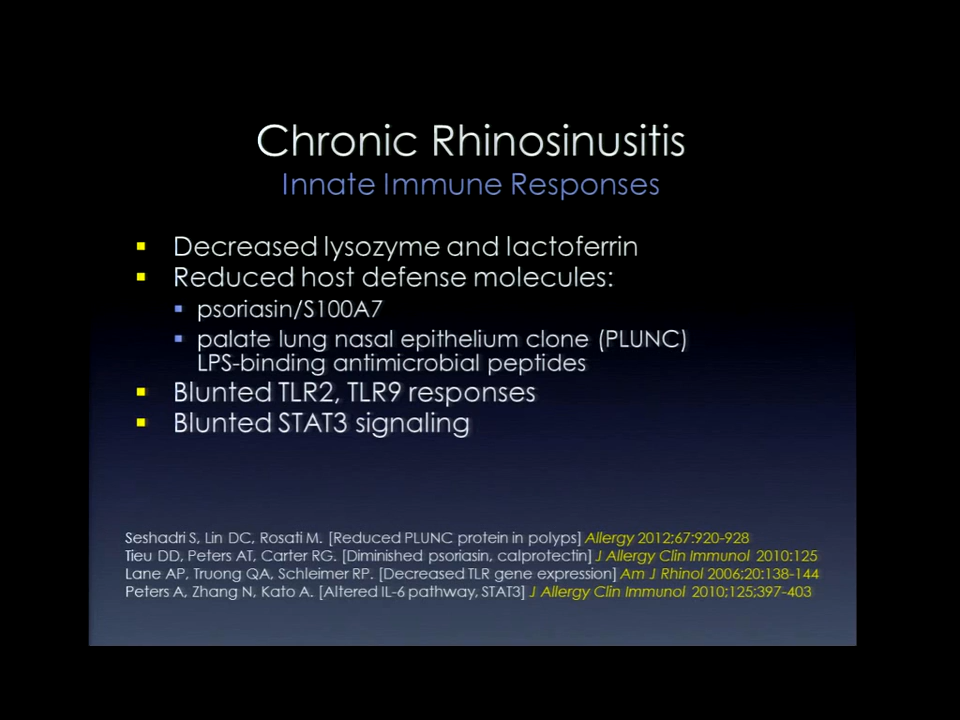 Chronic Rhinosinusitis
Innate Immune Responses
▪ Decreased lysozyme and lactoferrin
▪ Reduced host defense molecules:
▪ psoriasin/S100A7
▪ palate lung nasal epithelium clone (PLUNC)
LPS-binding antimicrobial peptides
▪ Blunted TLR2, TLR9 responses
▪ Blunted STAT3 signaling
Seshadri S, Lin DC, Rosati M. [Reduced PLUNC protein in polyps] Allergy 2012;67:920-928
Tieu DD, Peters AT, Carter RG. [Diminished psoriasin, calprotectin] J Allergy Clin Immunol 2010:125
Lane AP, Truong QA, Schleimer RP. [Decreased TLR gene expression] Am J Rhinol 2006;20:138-144
Peters A, Zhang N, Kato A. [Altered IL-6 pathway, STAT3] J Allergy Clin Immunol 2010;125;397-403